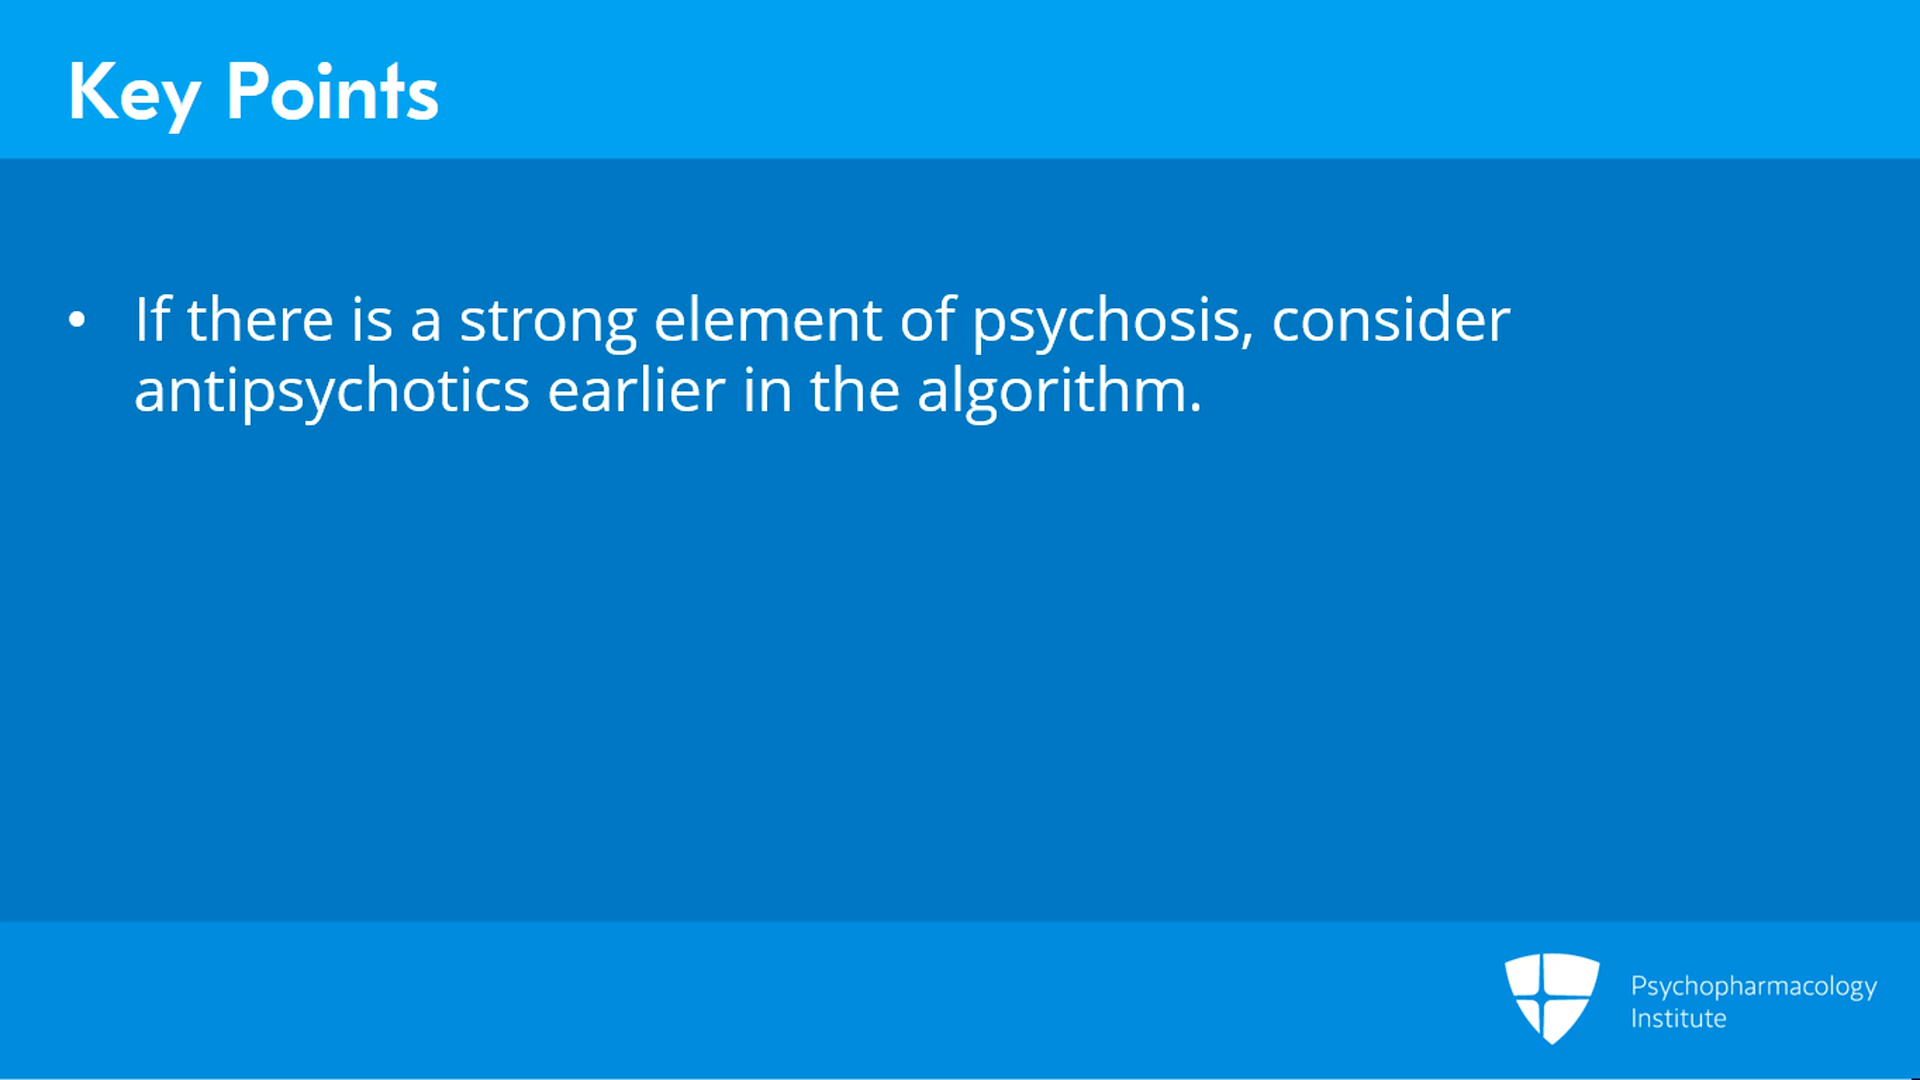 Key Points
• If there is a strong element of psychosis, consider
antipsychotics earlier in the algorithm.
Psychopharmacology
Institute